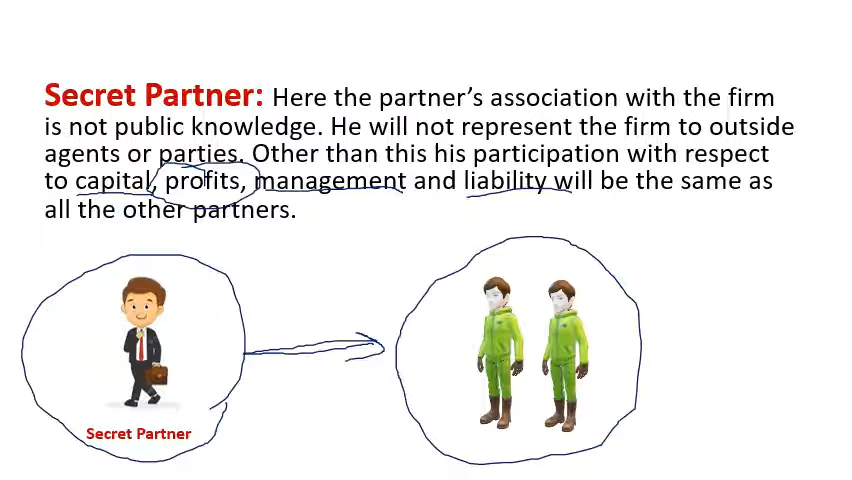 Secret Partner: Here the partner's association with the firm
is not public knowledge. He will not represent the firm to outside
agents or parties. Other than this his participation with respect
to capital, profits, management and liability will be the same as
all the other partners.
Secret Partner